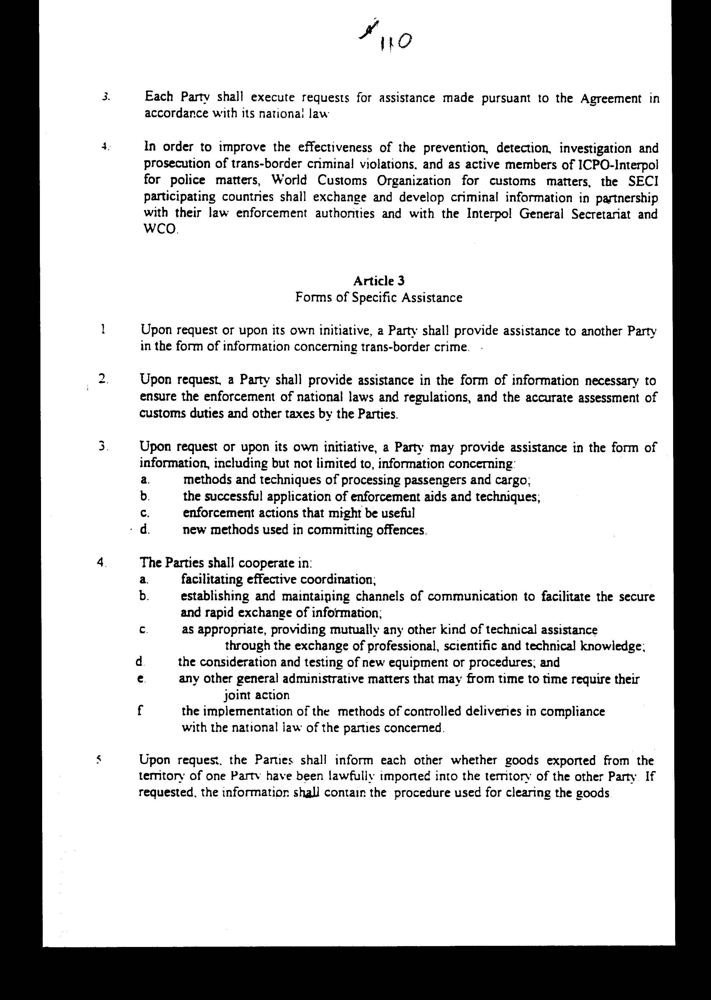 110
3. Each Party shall execute requests for assistance made pursuant to the Agreement in
accordance with its national law
4. In order to improve the effectiveness of the prevention, detection, investigation and
prosecution of trans-border criminal violations, and as active members of ICPO-Interpol
for police matters, World Customs Organization for customs matters, the SECI
participating countries shall exchange and develop criminal information in partnership
with their law enforcement authorities and with the Interpol General Secretariat and
WCO.
Article 3
Forms of Specific Assistance
1 Upon request or upon its own initiative, a Party shall provide assistance to another Party
in the form of information concerning trans-border crime.
2. Upon request, a Party shall provide assistance in the form of information necessary to
ensure the enforcement of national laws and regulations, and the accurate assessment of
customs duties and other taxes by the Parties.
3. Upon request or upon its own initiative, a Party may provide assistance in the form of
information, including but not limited to, information concerning:
a. methods and techniques of processing passengers and cargo;
b. the successful application of enforcement aids and techniques;
c. enforcement actions that might be useful
d. new methods used in committing offences.
4. The Parties shall cooperate in:
a. facilitating effective coordination;
b. establishing and maintaining channels of communication to facilitate the secure
and rapid exchange of information;
c. as appropriate, providing mutually any other kind of technical assistance
through the exchange of professional, scientific and technical knowledge;
d. the consideration and testing of new equipment or procedures; and
e. any other general administrative matters that may from time to time require their
joint action
f the implementation of the methods of controlled deliveries in compliance
with the national law of the parties concerned.
5 Upon request, the Parties shall inform each other whether goods exported from the
territory of one Party have been lawfully imported into the territory of the other Party. If
requested, the information shall contain the procedure used for clearing the goods